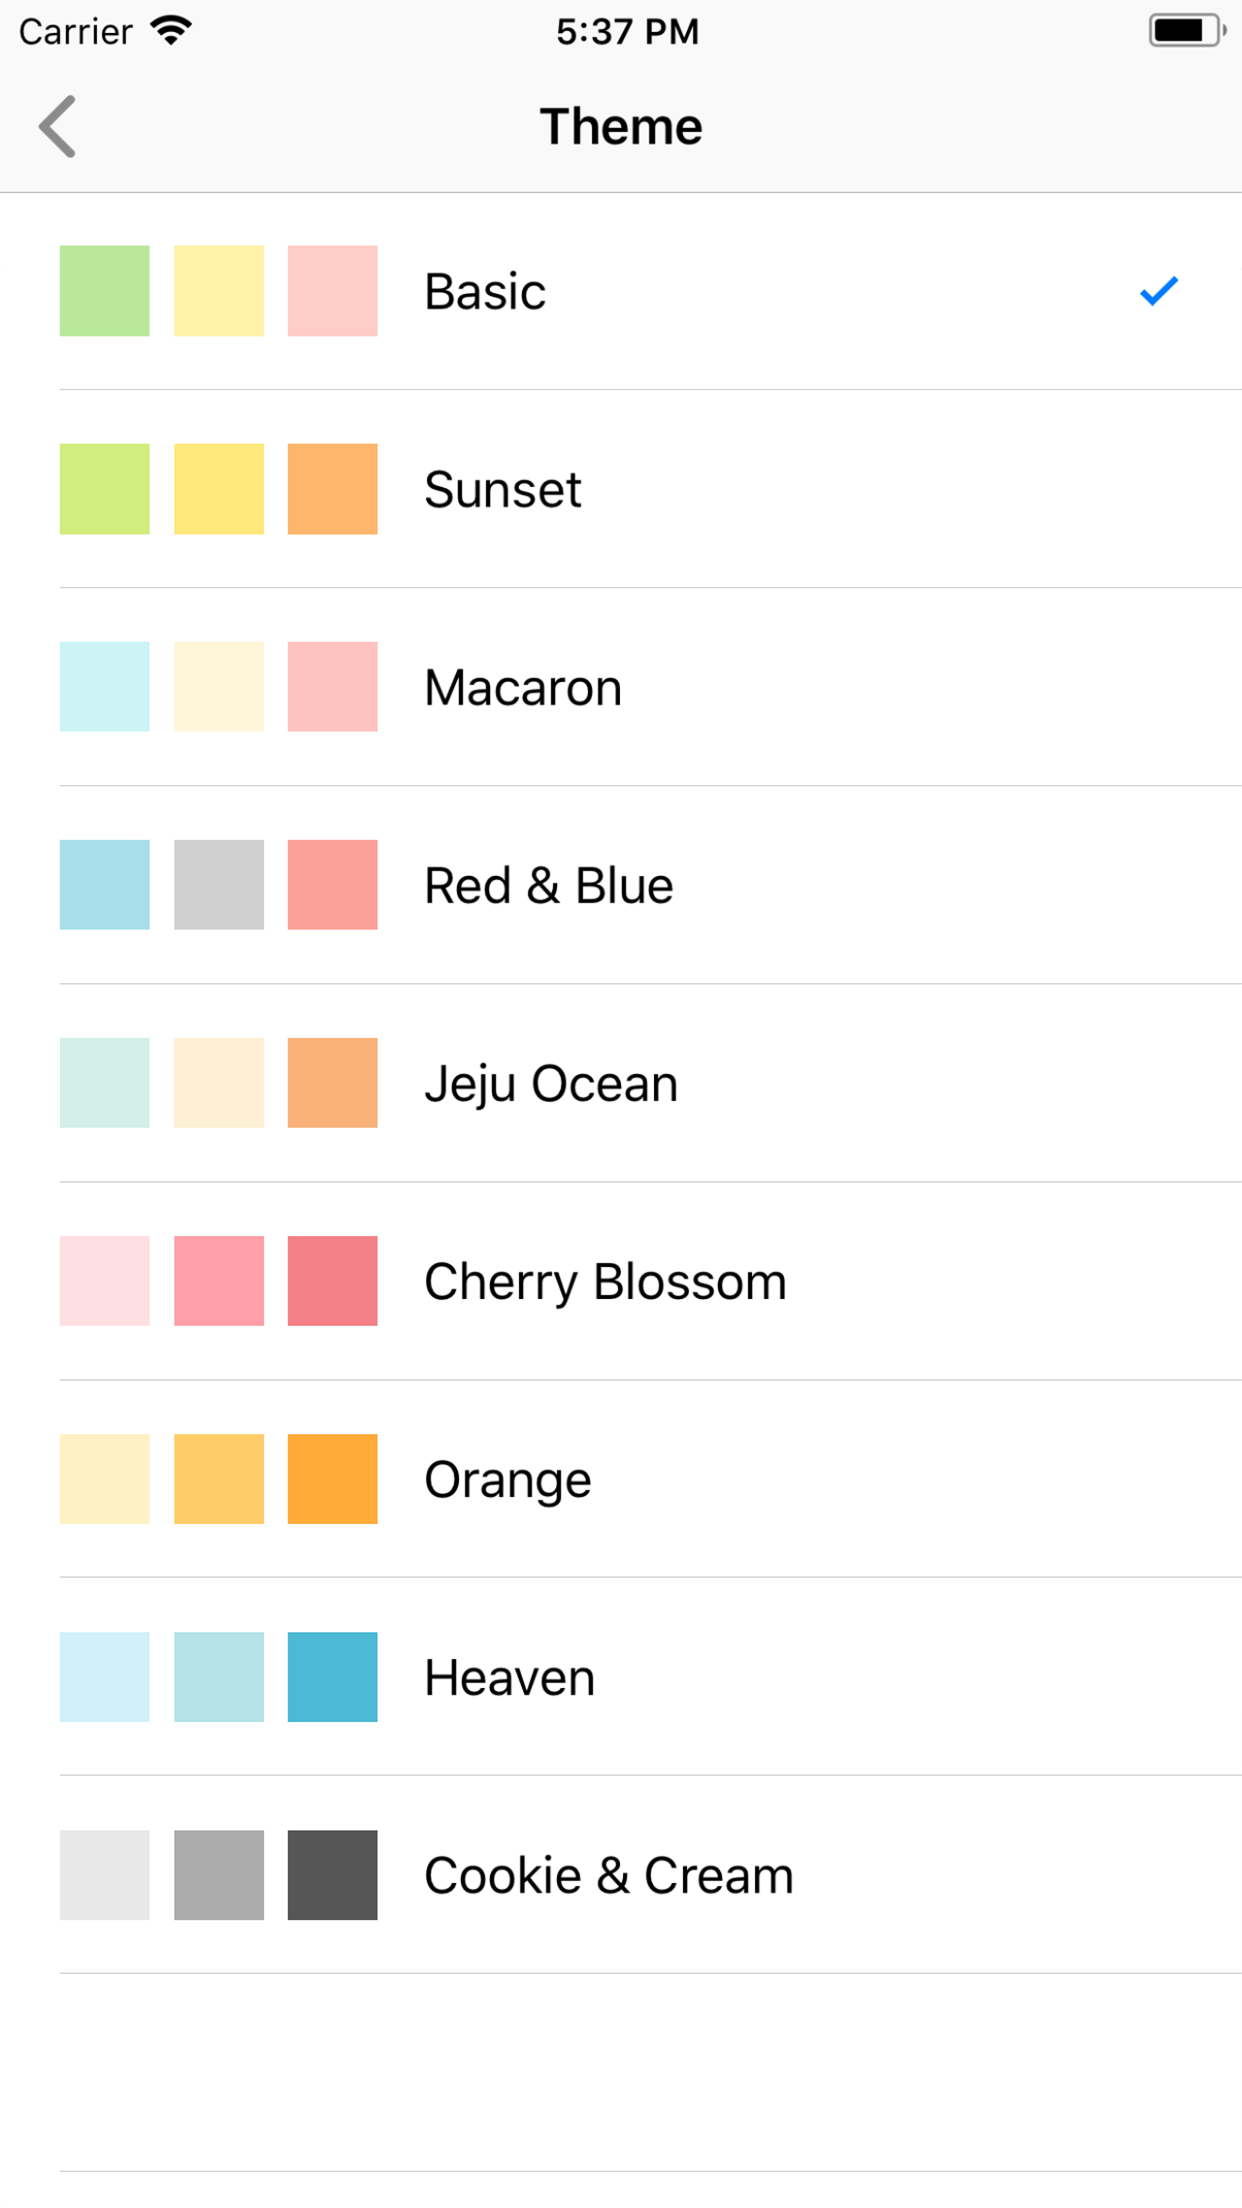 Carrier 5:37 PM
Theme
Basic
Sunset
Macaron
Red & Blue
Jeju Ocean
Cherry Blossom
Orange
Heaven
Cookie & Cream